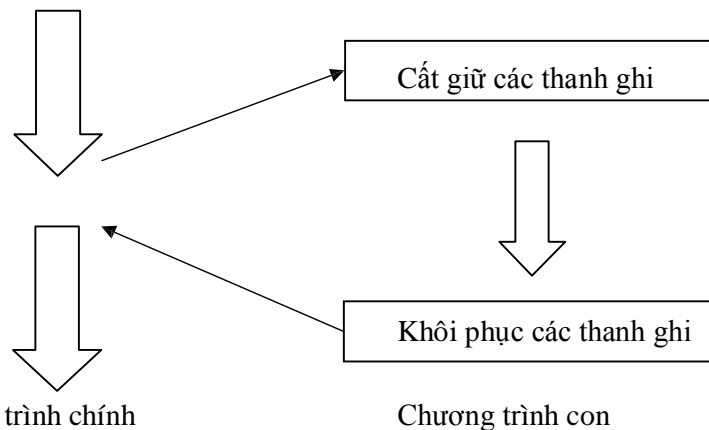 Cất giữ các thanh ghi
Khôi phục các thanh ghi
trình chính
Chương trình con